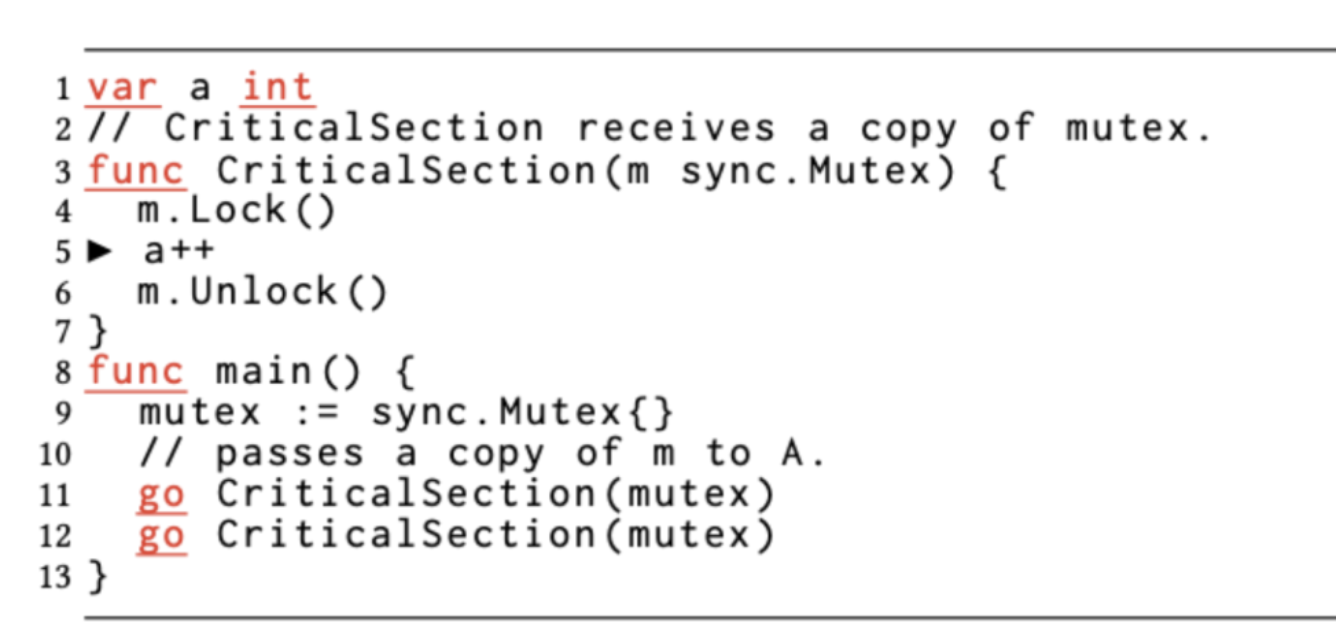 1 var a int
2 // CriticalSection receives a copy of mutex.
3 func CriticalSection(m sync.Mutex) {
4 m.Lock()
5 ▶ a++
6 m.Unlock()
7 }
8 func main() {
9 mutex := sync.Mutex{}
10 // passes a copy of m to A.
11 go CriticalSection(mutex)
12 go CriticalSection(mutex)
13 }